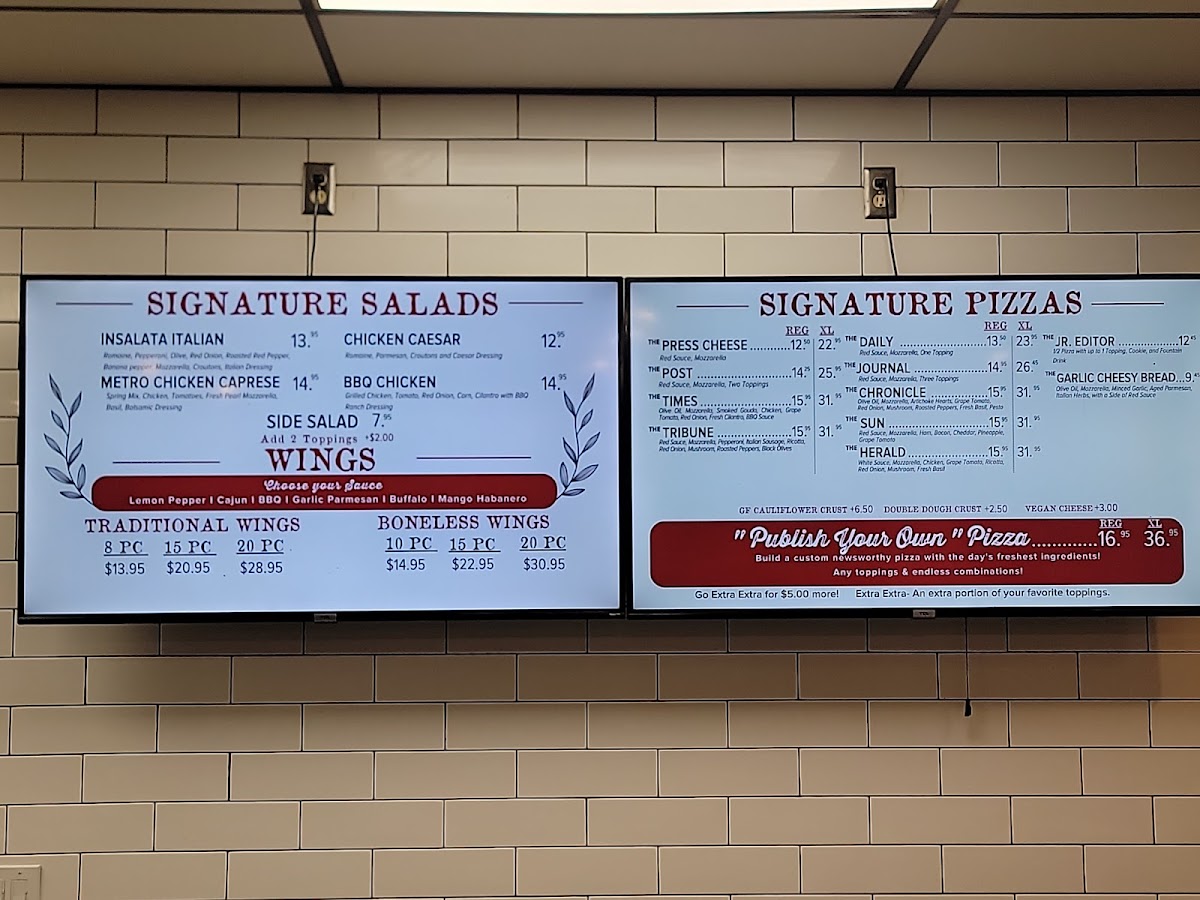 SIGNATURE SALADS
INSALATA ITALIAN 13.95
Romaine, Pepperoni, Olive, Red Onion, Roasted Red Pepper,
Banana pepper, Mozzarella, Croutons, Italian Dressing
CHICKEN CAESAR 12.95
Romaine, Parmesan, Croutons and Caesar Dressing
METRO CHICKEN CAPRESE 14.95
Spring Mix, Chicken, Tomatoes, Fresh Pearl Mozzarella,
Basil, Balsamic Dressing
BBQ CHICKEN 14.95
Grilled Chicken, Tomato, Red Onion, Corn, Cilantro with BBQ
Ranch Dressing
SIDE SALAD 7.95
Add 2 Toppings +$2.00
WINGS
Choose your Sauce
Lemon Pepper | Cajun | BBQ | Garlic Parmesan | Buffalo | Mango Habanero
TRADITIONAL WINGS
8 PC 15 PC 20 PC
$13.95 $20.95 $28.95
BONELESS WINGS
10 PC 15 PC 20 PC
$14.95 $22.95 $30.95
SIGNATURE PIZZAS
REG XL
THE PRESS CHEESE ........... 12.50 22.95
Red Sauce, Mozzarella
THE POST ........... 14.25 25.95
Red Sauce, Mozzarella, Two Toppings
THE TIMES ........... 15.95 31.95
Olive Oil, Mozzarella, Smoked Gouda, Chicken, Grape
Tomato, Red Onion, Fresh Cilantro, BBQ Sauce
THE TRIBUNE ........... 15.95 31.95
Red Sauce, Mozzarella, Pepperoni, Italian Sausage, Ricotta,
Red Onion, Mushroom, Roasted Peppers, Black Olives
REG XL
THE DAILY ........... 13.50 23.95
Red Sauce, Mozzarella, One Topping
THE JOURNAL ........... 14.95 26.45
Red Sauce, Mozzarella, Three Toppings
THE CHRONICLE ........... 15.95 31.95
Olive Oil, Mozzarella, Artichoke Hearts, Grape Tomato,
Red Onion, Mushroom, Roasted Peppers, Fresh Basil, Pesto
THE SUN ........... 15.95 31.95
Red Sauce, Mozzarella, Ham, Bacon, Cheddar, Pineapple,
Grape Tomato
THE HERALD ........... 15.95 31.95
White Sauce, Mozzarella, Chicken, Grape Tomato, Ricotta,
Red Onion, Mushroom, Fresh Basil
THE JR. EDITOR ........... 12.45
1/2 Pizza with up to 1 Topping, Cookie, and Fountain
Drink
THE GARLIC CHEESY BREAD...9.
Olive Oil, Mozzarella, Minced Garlic, Aged Parmesan,
Italian Herbs, with a Side of Red Sauce
GF CAULIFLOWER CRUST +6.50 DOUBLE DOUGH CRUST +2.50 VEGAN CHEESE +3.00
REG XL
"Publish Your Own" Pizza ............ 16.95 36.95
Build a custom newsworthy pizza with the day's freshest ingredients!
Any toppings & endless combinations!
Go Extra Extra for $5.00 more! Extra Extra- An extra portion of your favorite toppings.